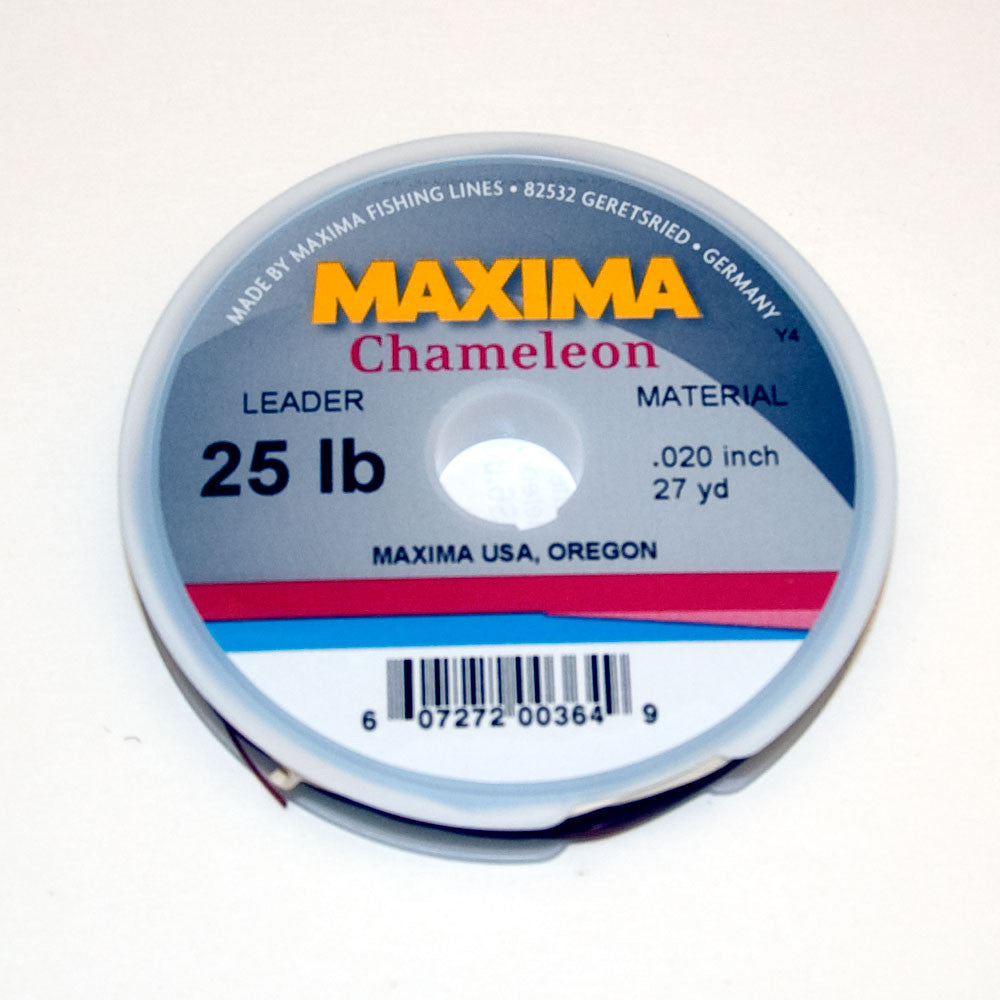 MADE BY MAXIMA FISHING LINES • 82532 GERETSRIED • GERMANY
MAXIMA
Y4
Chameleon
LEADER MATERIAL
25 lb
.020 inch
27 yd
MAXIMA USA, OREGON
6 07272 00364 9